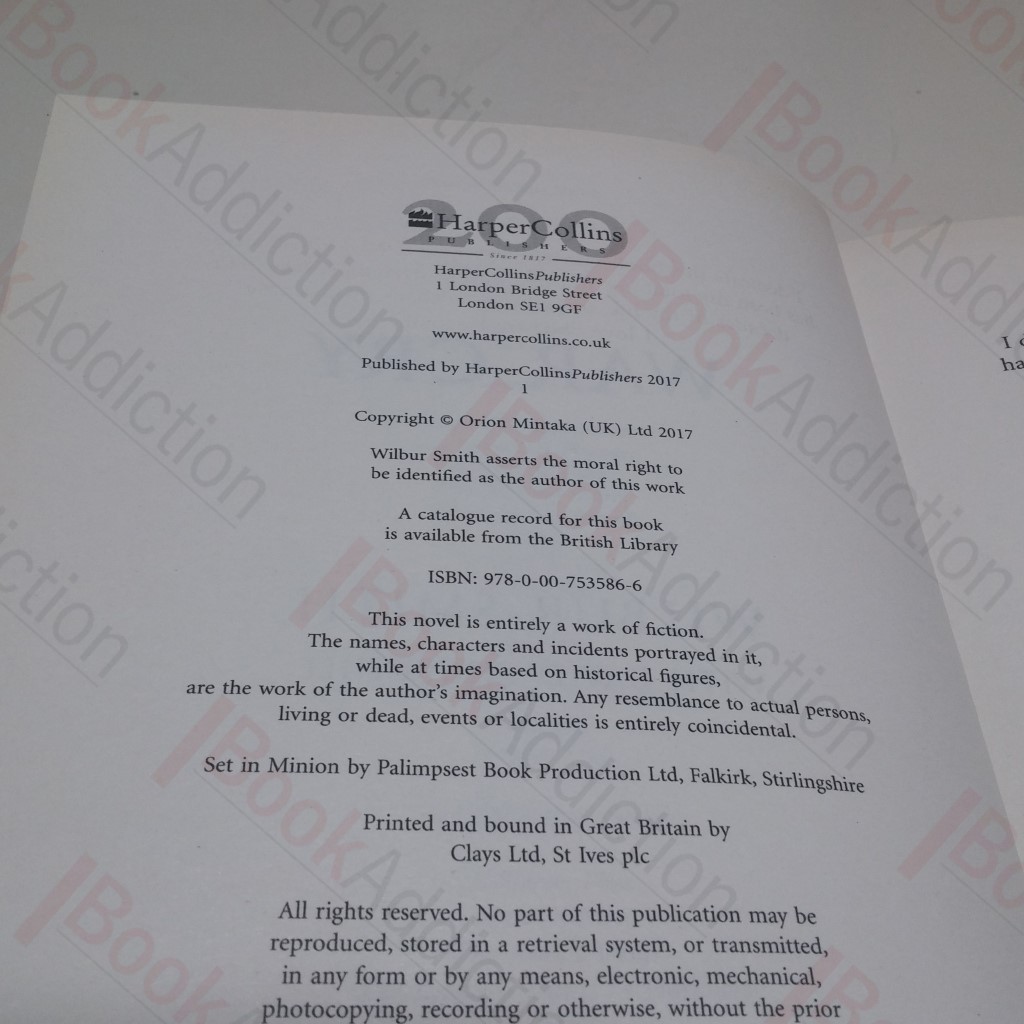 200
HarperCollins
PUBLISHERS
Since 1817
HarperCollinsPublishers
1 London Bridge Street
London SE1 9GF
www.harpercollins.co.uk
Published by HarperCollinsPublishers 2017
1
Copyright © Orion Mintaka (UK) Ltd 2017
Wilbur Smith asserts the moral right to
be identified as the author of this work
A catalogue record for this book
is available from the British Library
ISBN: 978-0-00-753586-6
This novel is entirely a work of fiction.
The names, characters and incidents portrayed in it,
while at times based on historical figures,
are the work of the author's imagination. Any resemblance to actual persons,
living or dead, events or localities is entirely coincidental.
Set in Minion by Palimpsest Book Production Ltd, Falkirk, Stirlingshire
Printed and bound in Great Britain by
Clays Ltd, St Ives plc
All rights reserved. No part of this publication may be
reproduced, stored in a retrieval system, or transmitted,
in any form or by any means, electronic, mechanical,
photocopying, recording or otherwise, without the prior
I
BookAddiction